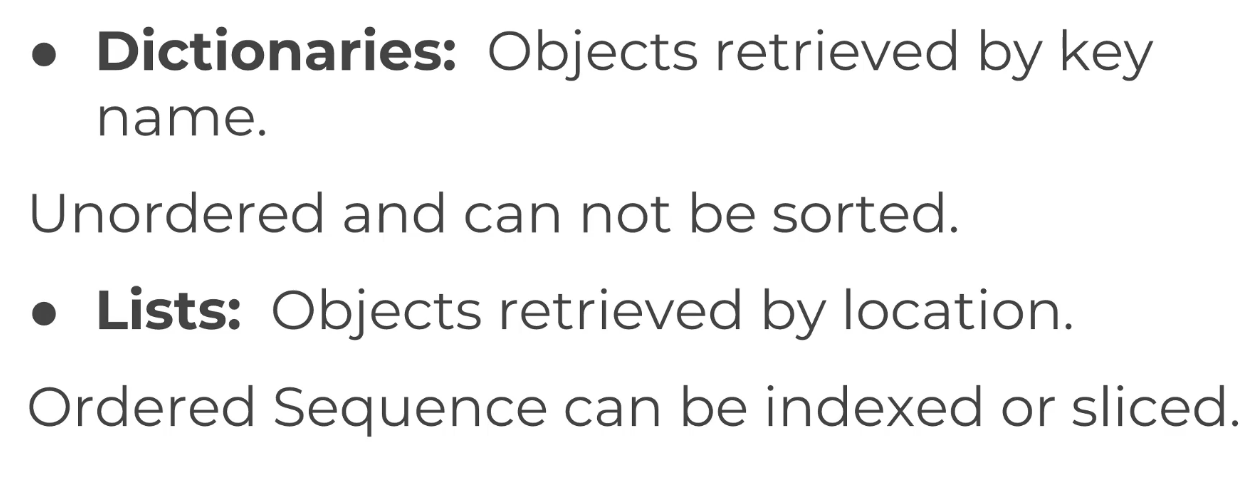 ● Dictionaries: Objects retrieved by key
name.
Unordered and can not be sorted.
● Lists: Objects retrieved by location.
Ordered Sequence can be indexed or sliced.